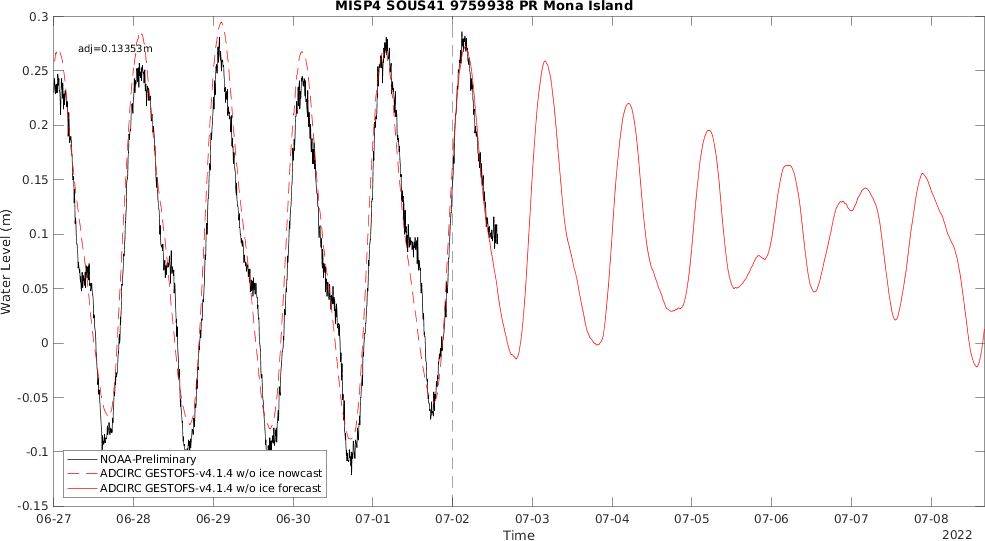 MISP4 SOUS41 9759938 PR Mona Island
0.3
adj=0.13353m
0.25
0.2
0.15
0.1
0.05
0
-0.05
-0.1
-0.15
Water Level (m)
NOAA-Preliminary
ADCIRC GESTOFS-v4.1.4 w/o ice nowcast
ADCIRC GESTOFS-v4.1.4 w/o ice forecast
06-27 06-28 06-29 06-30 07-01 07-02 07-03 07-04 07-05 07-06 07-07 07-08
Time
2022